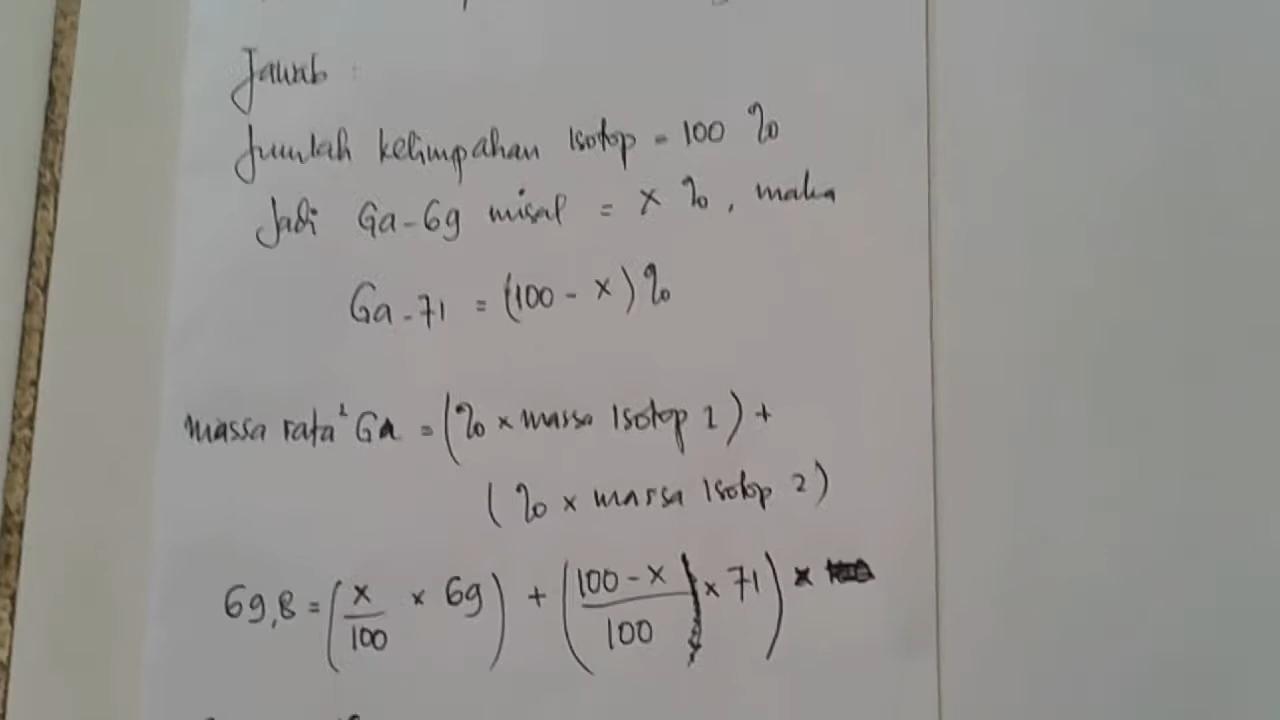 Jawab :
Jumlah kelimpahan Isotop = 100 %
Jadi Ga-69 misal = x %, maka
Ga-71 = (100 - x) %
massa rata² Ga = (% x massa Isotop 1) +
(% x massa Isotop 2)
69,8 = (x/100 x 69) + (100 - x/100 x 71) x